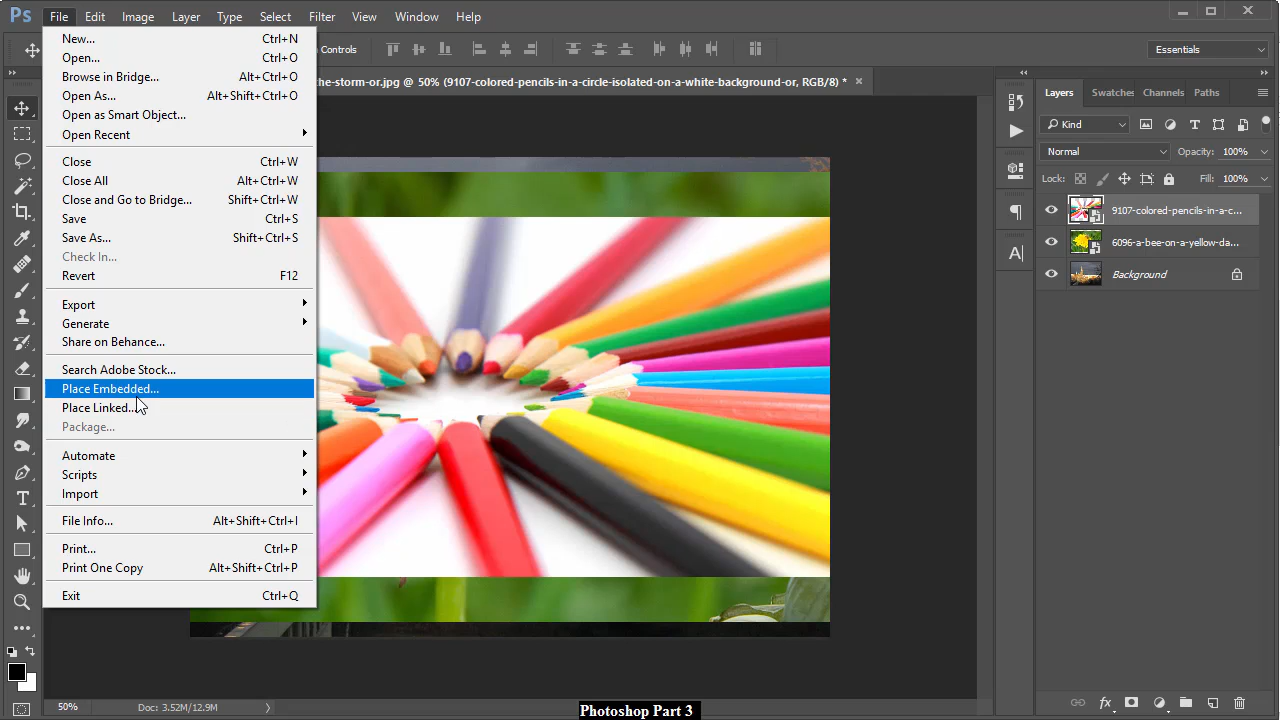 Ps File Edit Image Layer Type Select Filter View Window Help
Controls Essentials
the-storm-or.jpg @ 50% (9107-colored-pencils-in-a-circle-isolated-on-a-white-background-or, RGB/8) *
New... Ctrl+N
Open... Ctrl+O
Browse in Bridge... Alt+Ctrl+O
Open As... Alt+Shift+Ctrl+O
Open as Smart Object...
Open Recent
Close Ctrl+W
Close All Alt+Ctrl+W
Close and Go to Bridge... Shift+Ctrl+W
Save Ctrl+S
Save As... Shift+Ctrl+S
Check In...
Revert F12
Export
Generate
Share on Behance...
Search Adobe Stock...
Place Embedded...
Place Linked...
Package...
Automate
Scripts
Import
File Info... Alt+Shift+Ctrl+I
Print... Ctrl+P
Print One Copy Alt+Shift+Ctrl+P
Exit Ctrl+Q
Layers Swatches Channels Paths
Kind
Normal Opacity: 100%
Lock: Fill: 100%
9107-colored-pencils-in-a-c...
6096-a-bee-on-a-yellow-da...
Background
50% Doc: 3.52M/12.9M
Photoshop Part 3